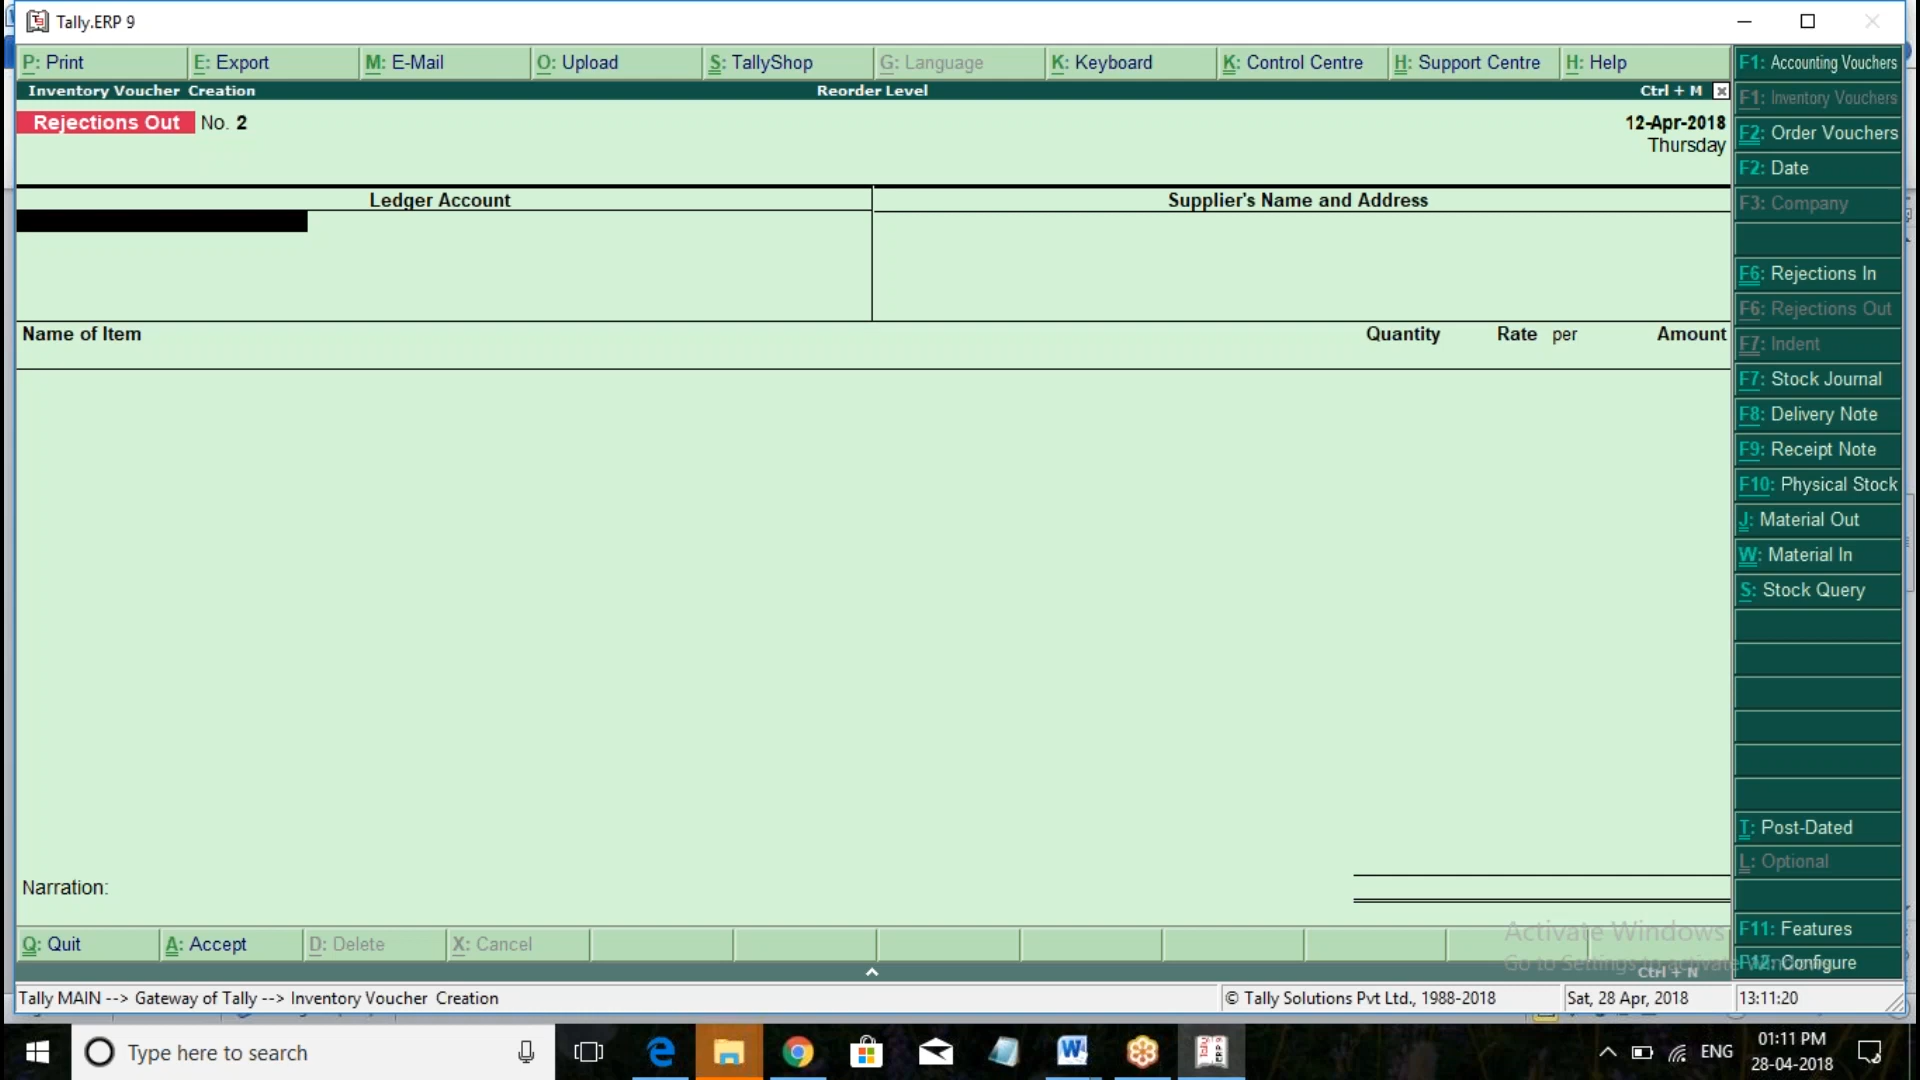 Tally.ERP 9
P: Print E: Export M: E-Mail O: Upload S: TallyShop G: Language K: Keyboard K: Control Centre H: Support Centre H: Help
Inventory Voucher Creation Reorder Level Ctrl + M
Rejections Out No. 2 12-Apr-2018
Thursday
Ledger Account Supplier's Name and Address
Name of Item Quantity Rate per Amount
Narration:
F1: Accounting Vouchers
F1: Inventory Vouchers
F2: Order Vouchers
F2: Date
F3: Company
F6: Rejections In
F6: Rejections Out
F7: Indent
F7: Stock Journal
F8: Delivery Note
F9: Receipt Note
F10: Physical Stock
J: Material Out
W: Material In
S: Stock Query
T: Post-Dated
L: Optional
F11: Features
F12: Configure
Activate Windows
Go to Settings to activate Windows.
Q: Quit A: Accept D: Delete X: Cancel
Ctrl + N
Tally MAIN --> Gateway of Tally --> Inventory Voucher Creation © Tally Solutions Pvt Ltd., 1988-2018 Sat, 28 Apr, 2018 13:11:20
Type here to search ENG 01:11 PM
28-04-2018